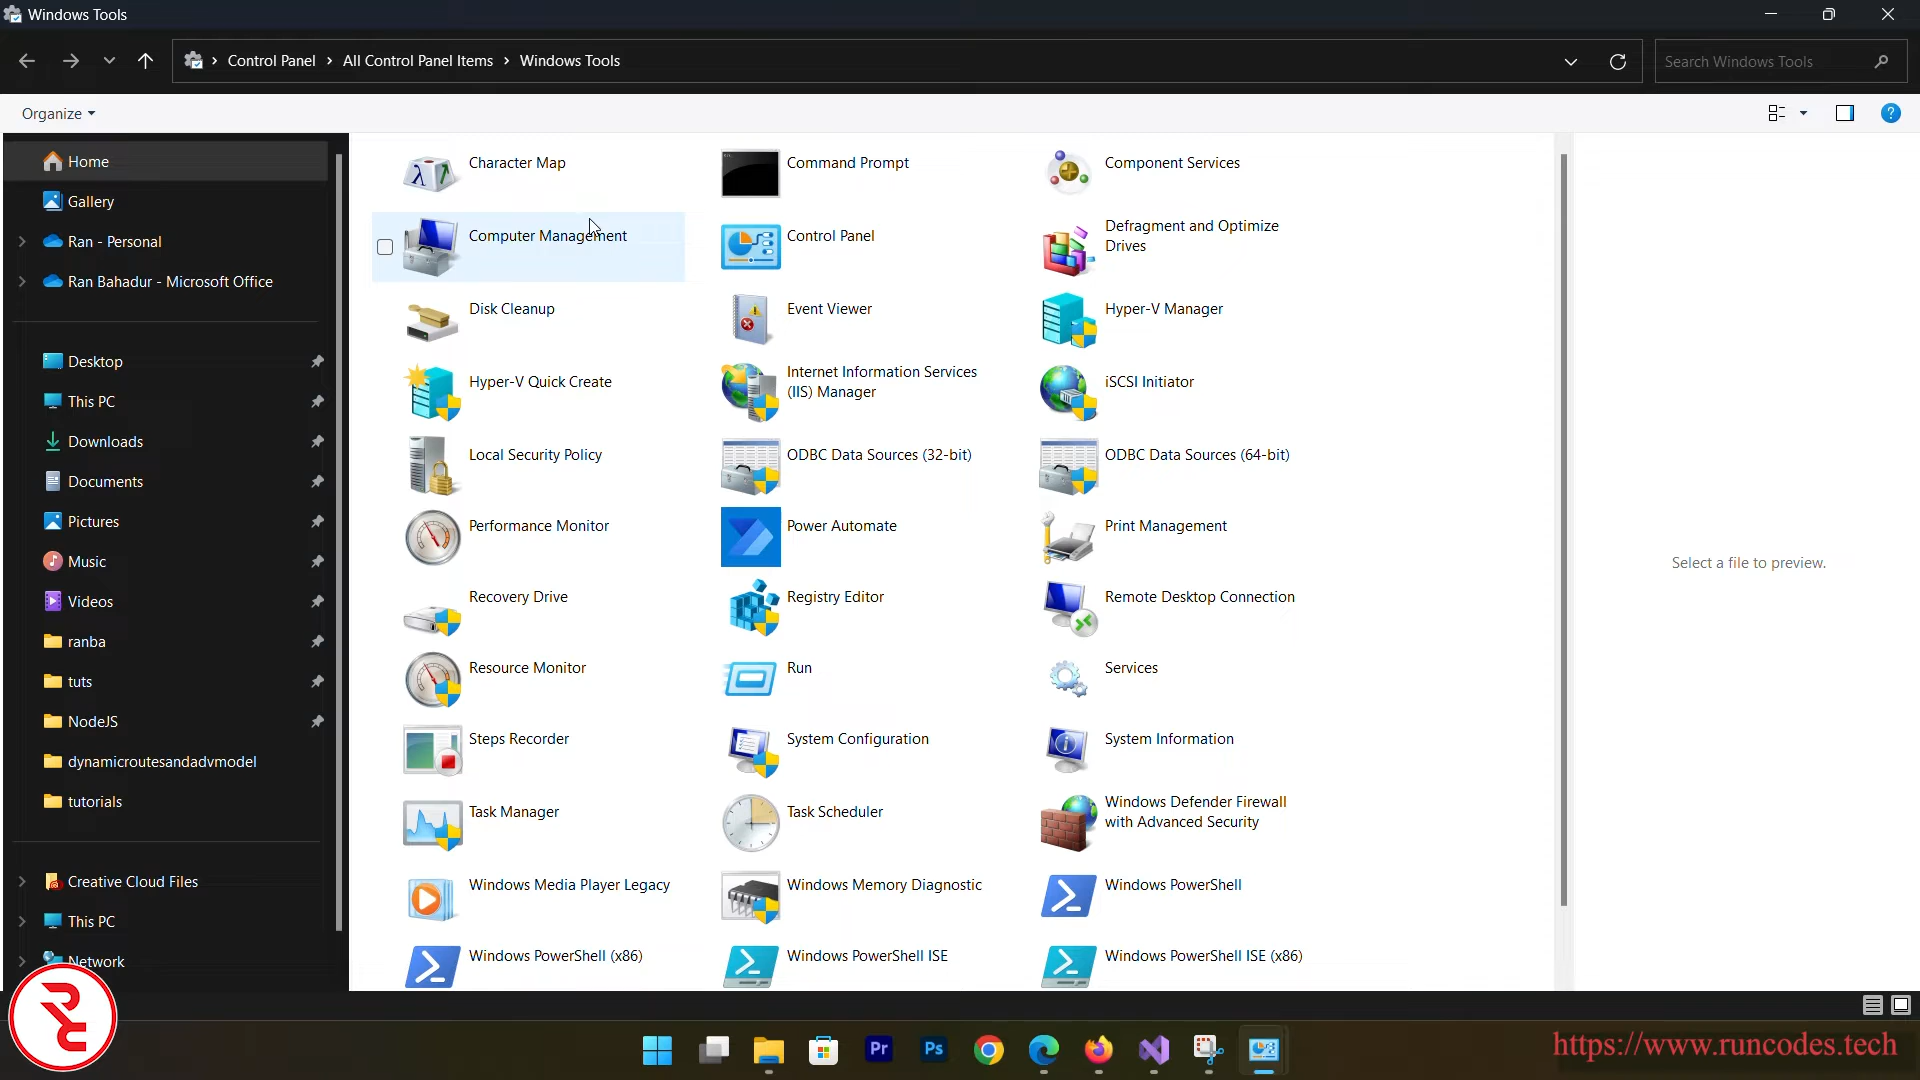 Windows Tools
Control Panel › All Control Panel Items › Windows Tools
Search Windows Tools
Organize
Home
Gallery
Ran - Personal
Ran Bahadur - Microsoft Office
Desktop
This PC
Downloads
Documents
Pictures
Music
Videos
ranba
tuts
NodeJS
dynamicroutesandadvmodel
tutorials
Creative Cloud Files
This PC
Network
Character Map
Command Prompt
Component Services
Computer Management
Control Panel
Defragment and Optimize
Drives
Disk Cleanup
Event Viewer
Hyper-V Manager
Hyper-V Quick Create
Internet Information Services
(IIS) Manager
iSCSI Initiator
Local Security Policy
ODBC Data Sources (32-bit)
ODBC Data Sources (64-bit)
Performance Monitor
Power Automate
Print Management
Recovery Drive
Registry Editor
Remote Desktop Connection
Resource Monitor
Run
Services
Steps Recorder
System Configuration
System Information
Task Manager
Task Scheduler
Windows Defender Firewall
with Advanced Security
Windows Media Player Legacy
Windows Memory Diagnostic
Windows PowerShell
Windows PowerShell (x86)
Windows PowerShell ISE
Windows PowerShell ISE (x86)
Select a file to preview.
RC
Pr
Ps
https://www.runcodes.tech